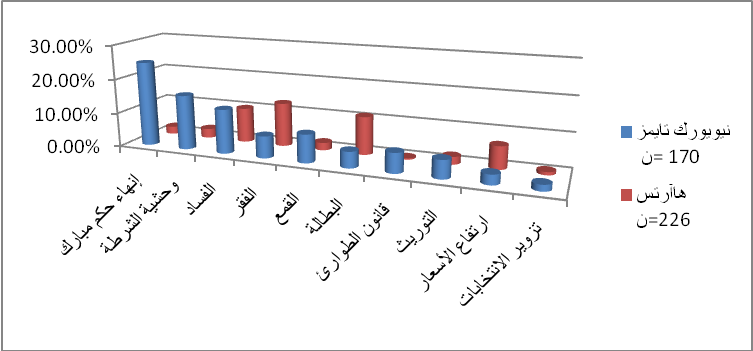 30.00%
20.00%
10.00%
0.00%
إنهاء حكم مبارك
وحشية الشرطة
الفساد
الفقر
القمع
البطالة
قانون الطوارئ
التوريث
ارتفاع الأسعار
تزوير الانتخابات
نيويورك تايمز
ن= 170
هاآرتس
ن=226